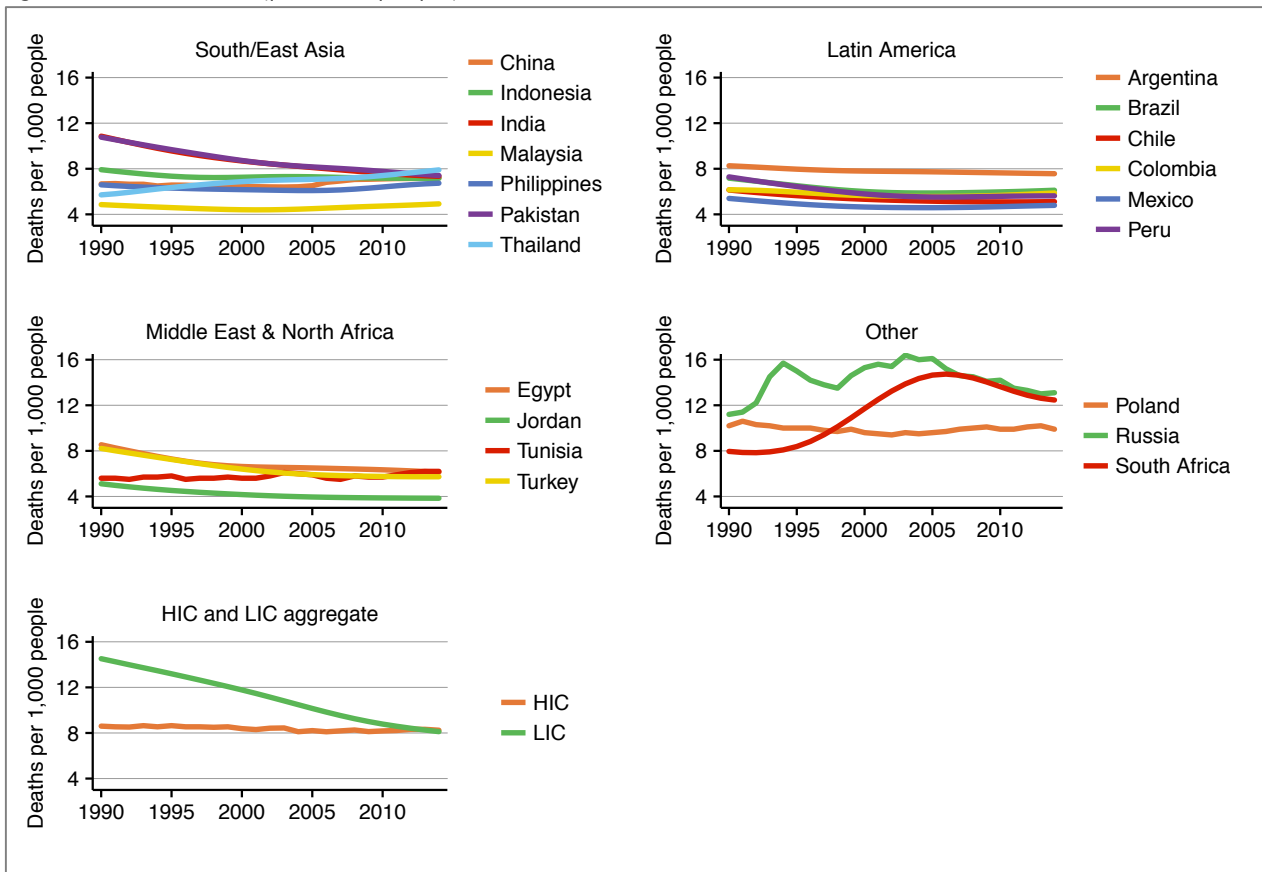 South/East Asia
Deaths per 1,000 people
16
12
8
4
1990 1995 2000 2005 2010
China
Indonesia
India
Malaysia
Philippines
Pakistan
Thailand
Latin America
Deaths per 1,000 people
16
12
8
4
1990 1995 2000 2005 2010
Argentina
Brazil
Chile
Colombia
Mexico
Peru
Middle East & North Africa
Deaths per 1,000 people
16
12
8
4
1990 1995 2000 2005 2010
Egypt
Jordan
Tunisia
Turkey
Other
Deaths per 1,000 people
16
12
8
4
1990 1995 2000 2005 2010
Poland
Russia
South Africa
HIC and LIC aggregate
Deaths per 1,000 people
16
12
8
4
1990 1995 2000 2005 2010
HIC
LIC